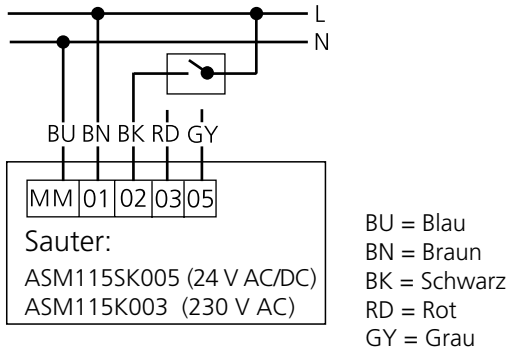 L
N
BU BN BK RD GY
MM 01 02 03 05
Sauter:
ASM115SK005 (24 V AC/DC)
ASM115K003 (230 V AC)
BU = Blau
BN = Braun
BK = Schwarz
RD = Rot
GY = Grau